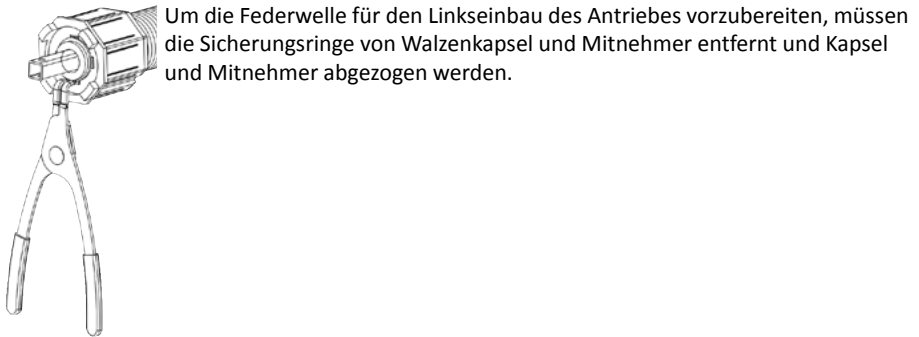 Um die Federwelle für den Linkseinbau des Antriebes vorzubereiten, müssen
die Sicherungsringe von Walzenkapsel und Mitnehmer entfernt und Kapsel
und Mitnehmer abgezogen werden.